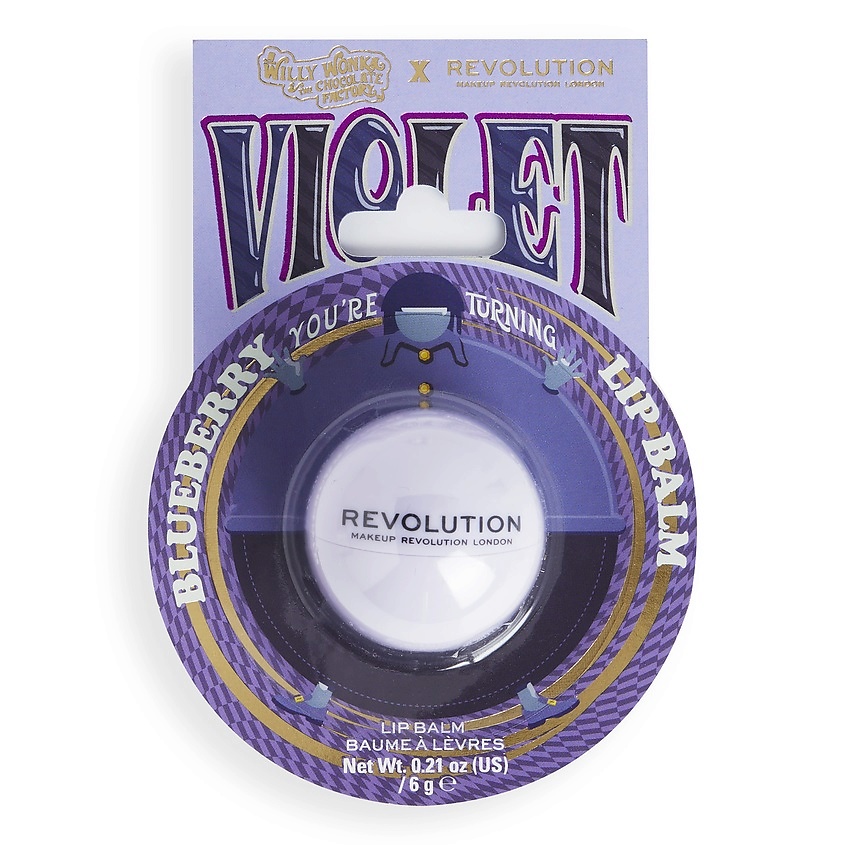 WILLY WONKA
& THE CHOCOLATE
FACTORY
X
REVOLUTION
MAKEUP REVOLUTION LONDON
VIOLET
YOU'RE TURNING
BLUEBERRY LIP BALM
REVOLUTION
MAKEUP REVOLUTION LONDON
LIP BALM
BAUME À LÈVRES
Net Wt. 0.21 oz (US)
/ 6 g ℮